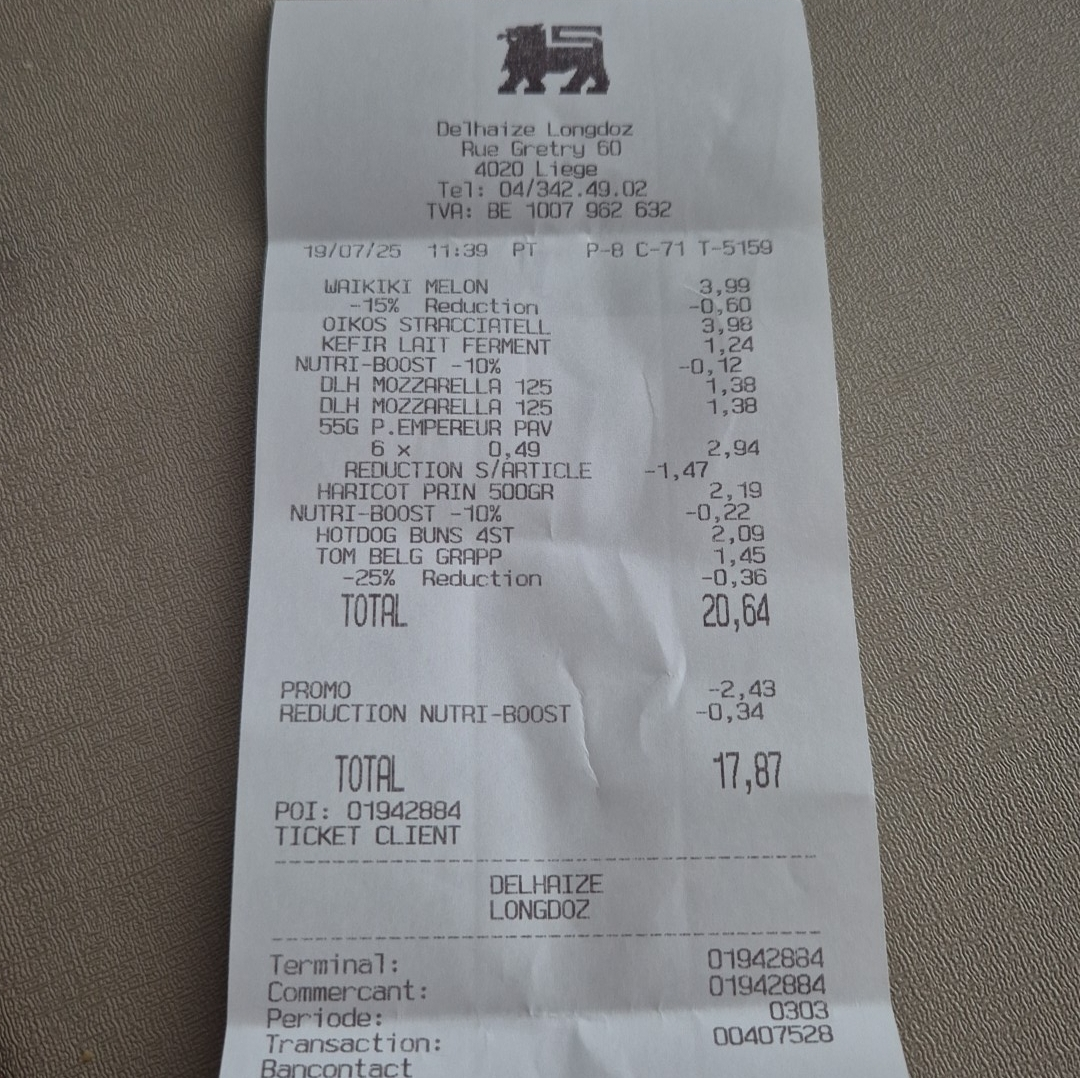 Delhaize Longdoz
Rue Gretry 60
4020 Liege
Tel: 04/342.49.02
TVA: BE 1007 962 632
19/07/25 11:39 PT P-8 C-71 T-5159
WAIKIKI MELON 3,99
-15% Reduction -0,60
OIKOS STRACCIATELL 3,98
KEFIR LAIT FERMENT 1,24
NUTRI-BOOST -10% -0,12
DLH MOZZARELLA 125 1,38
DLH MOZZARELLA 125 1,38
55G P.EMPEREUR PAV
6 x 0,49 2,94
REDUCTION S/ARTICLE -1,47
HARICOT PRIN 500GR 2,19
NUTRI-BOOST -10% -0,22
HOTDOG BUNS 4ST 2,09
TOM BELG GRAPP 1,45
-25% Reduction -0,36
TOTAL 20,64
PROMO -2,43
REDUCTION NUTRI-BOOST -0,34
TOTAL 17,87
POI: 01942884
TICKET CLIENT
DELHAIZE
LONGDOZ
Terminal: 01942884
Commercant: 01942884
Periode: 0303
Transaction: 00407528
Bancontact